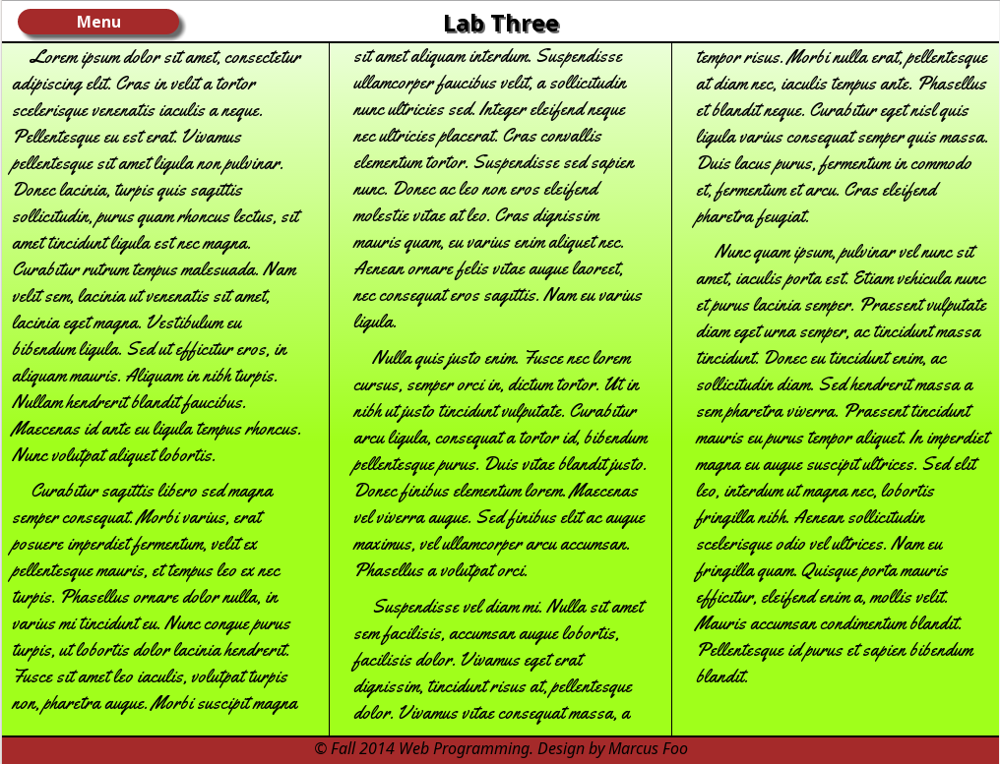 Menu
Lab Three
Lorem ipsum dolor sit amet, consectetur
adipiscing elit. Cras in velit a tortor
scelerisque venenatis iaculis a neque.
Pellentesque eu est erat. Vivamus
pellentesque sit amet ligula non pulvinar.
Donec lacinia, turpis quis sagittis
sollicitudin, purus quam rhoncus lectus, sit
amet tincidunt ligula est nec magna.
Curabitur rutrum tempus malesuada. Nam
velit sem, lacinia ut venenatis sit amet,
lacinia eget magna. Vestibulum eu
bibendum ligula. Sed ut efficitur eros, in
aliquam mauris. Aliquam in nibh turpis.
Nullam hendrerit blandit faucibus.
Maecenas id ante eu ligula tempus rhoncus.
Nunc volutpat aliquet lobortis.
Curabitur sagittis libero sed magna
semper consequat. Morbi varius, erat
posuere imperdiet fermentum, velit ex
pellentesque mauris, et tempus leo ex nec
turpis. Phasellus ornare dolor nulla, in
varius mi tincidunt eu. Nunc congue purus
turpis, ut lobortis dolor lacinia hendrerit.
Fusce sit amet leo iaculis, volutpat turpis
non, pharetra augue. Morbi suscipit magna
sit amet aliquam interdum. Suspendisse
ullamcorper faucibus velit, a sollicitudin
nunc ultricies sed. Integer eleifend neque
nec ultricies placerat. Cras convallis
elementum tortor. Suspendisse sed sapien
nunc. Donec ac leo non eros eleifend
molestie vitae at leo. Cras dignissim
mauris quam, eu varius enim aliquet nec.
Aenean ornare felis vitae augue laoreet,
nec consequat eros sagittis. Nam eu varius
ligula.
Nulla quis justo enim. Fusce nec lorem
cursus, semper orci in, dictum tortor. Ut in
nibh ut justo tincidunt vulputate. Curabitur
arcu ligula, consequat a tortor id, bibendum
pellentesque purus. Duis vitae blandit justo.
Donec finibus elementum lorem. Maecenas
vel viverra augue. Sed finibus elit ac augue
maximus, vel ullamcorper arcu accumsan.
Phasellus a volutpat orci.
Suspendisse vel diam mi. Nulla sit amet
sem facilisis, accumsan augue lobortis,
facilisis dolor. Vivamus eget erat
dignissim, tincidunt risus at, pellentesque
dolor. Vivamus vitae consequat massa, a
tempor risus. Morbi nulla erat, pellentesque
at diam nec, iaculis tempus ante. Phasellus
et blandit neque. Curabitur eget nisl quis
ligula varius consequat semper quis massa.
Duis lacus purus, fermentum in commodo
et, fermentum et arcu. Cras eleifend
pharetra feugiat.
Nunc quam ipsum, pulvinar vel nunc sit
amet, iaculis porta est. Etiam vehicula nunc
et purus lacinia semper. Praesent vulputate
diam eget urna semper, ac tincidunt massa
tincidunt. Donec eu tincidunt enim, ac
sollicitudin diam. Sed hendrerit massa a
sem pharetra viverra. Praesent tincidunt
mauris eu purus tempor aliquet. In imperdiet
magna eu augue suscipit ultrices. Sed elit
leo, interdum ut magna nec, lobortis
fringilla nibh. Aenean sollicitudin
scelerisque odio vel ultrices. Nam eu
fringilla quam. Quisque porta mauris
efficitur, eleifend enim a, mollis velit.
Mauris accumsan condimentum blandit.
Pellentesque id purus et sapien bibendum
blandit.
© Fall 2014 Web Programming. Design by Marcus Foo